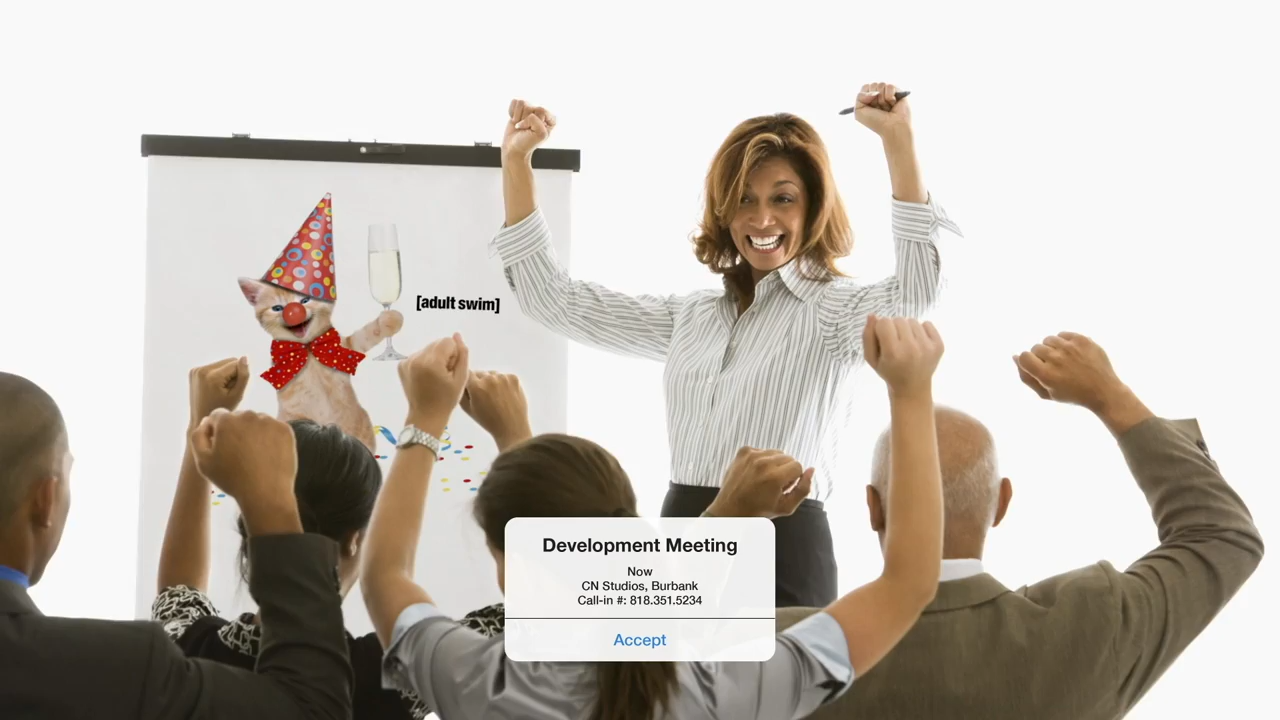 [adult swim]
Development Meeting
Now
CN Studios, Burbank
Call-in #: 818.351.5234
Accept